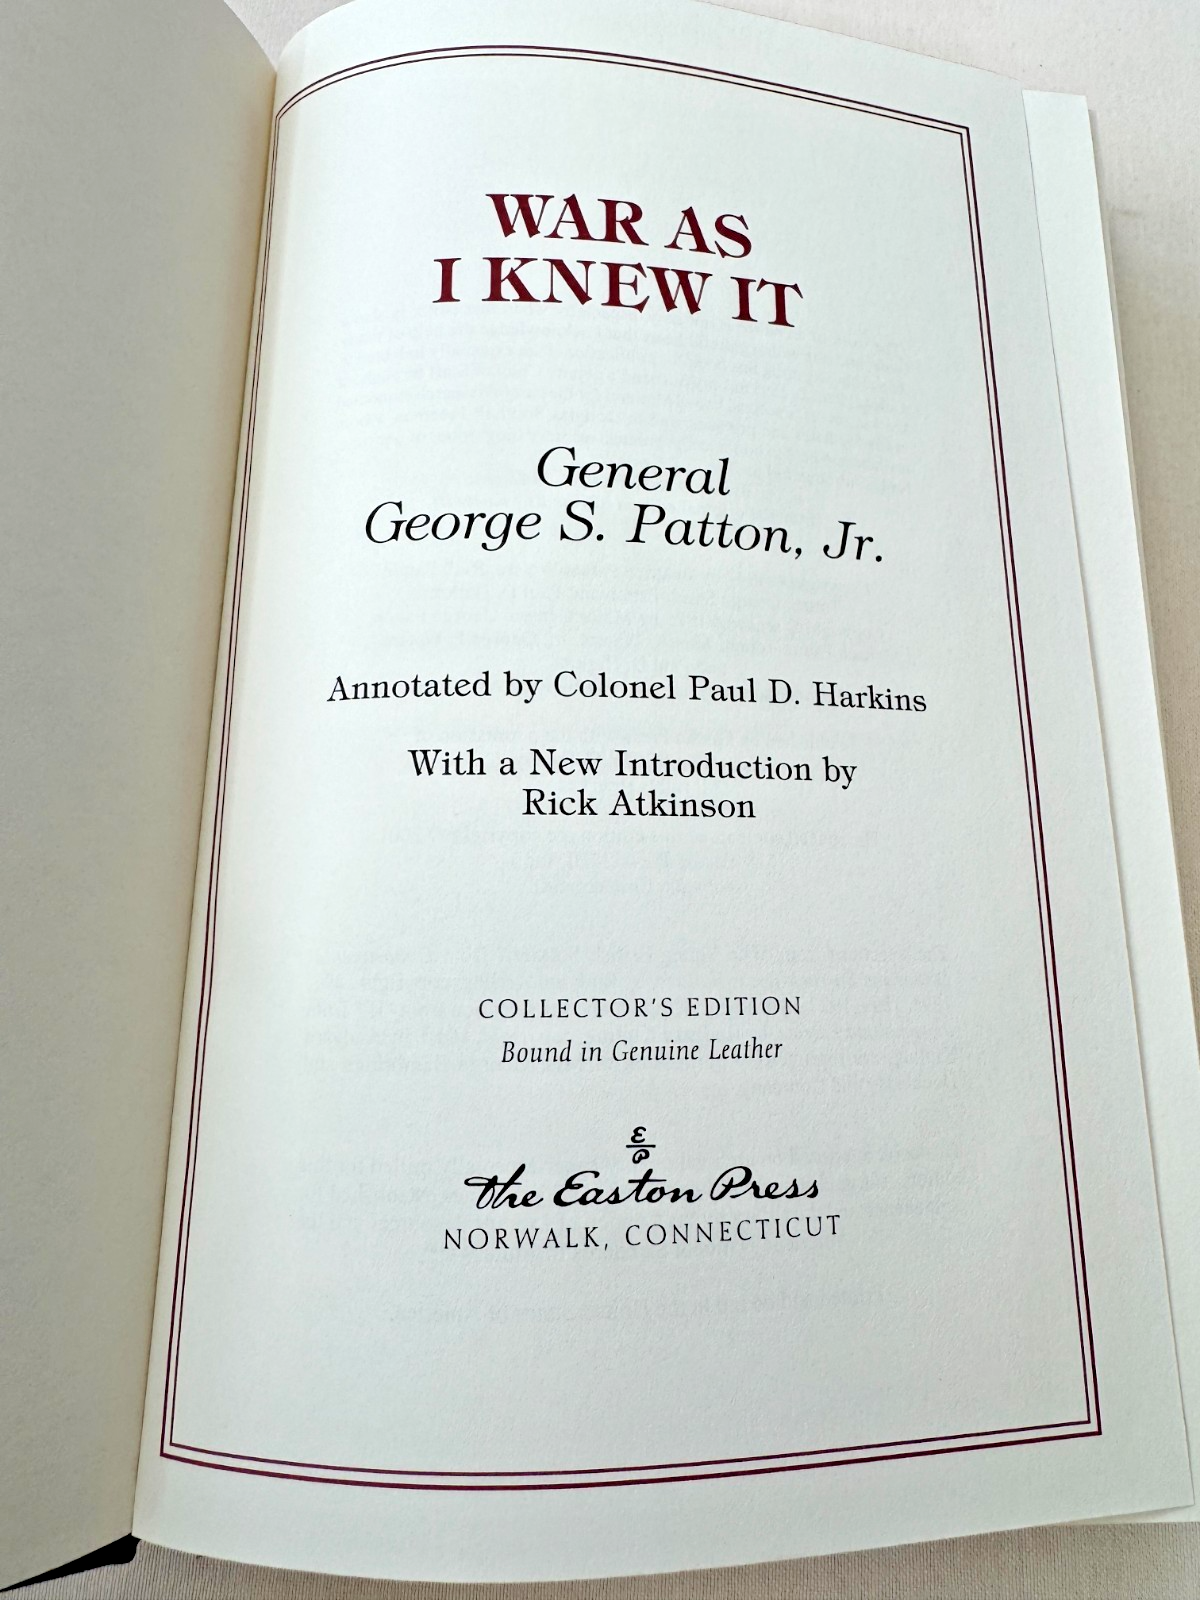 WAR AS
I KNEW IT
General
George S. Patton, Jr.
Annotated by Colonel Paul D. Harkins
With a New Introduction by
Rick Atkinson
COLLECTOR'S EDITION
Bound in Genuine Leather
E
P
The Easton Press
NORWALK, CONNECTICUT